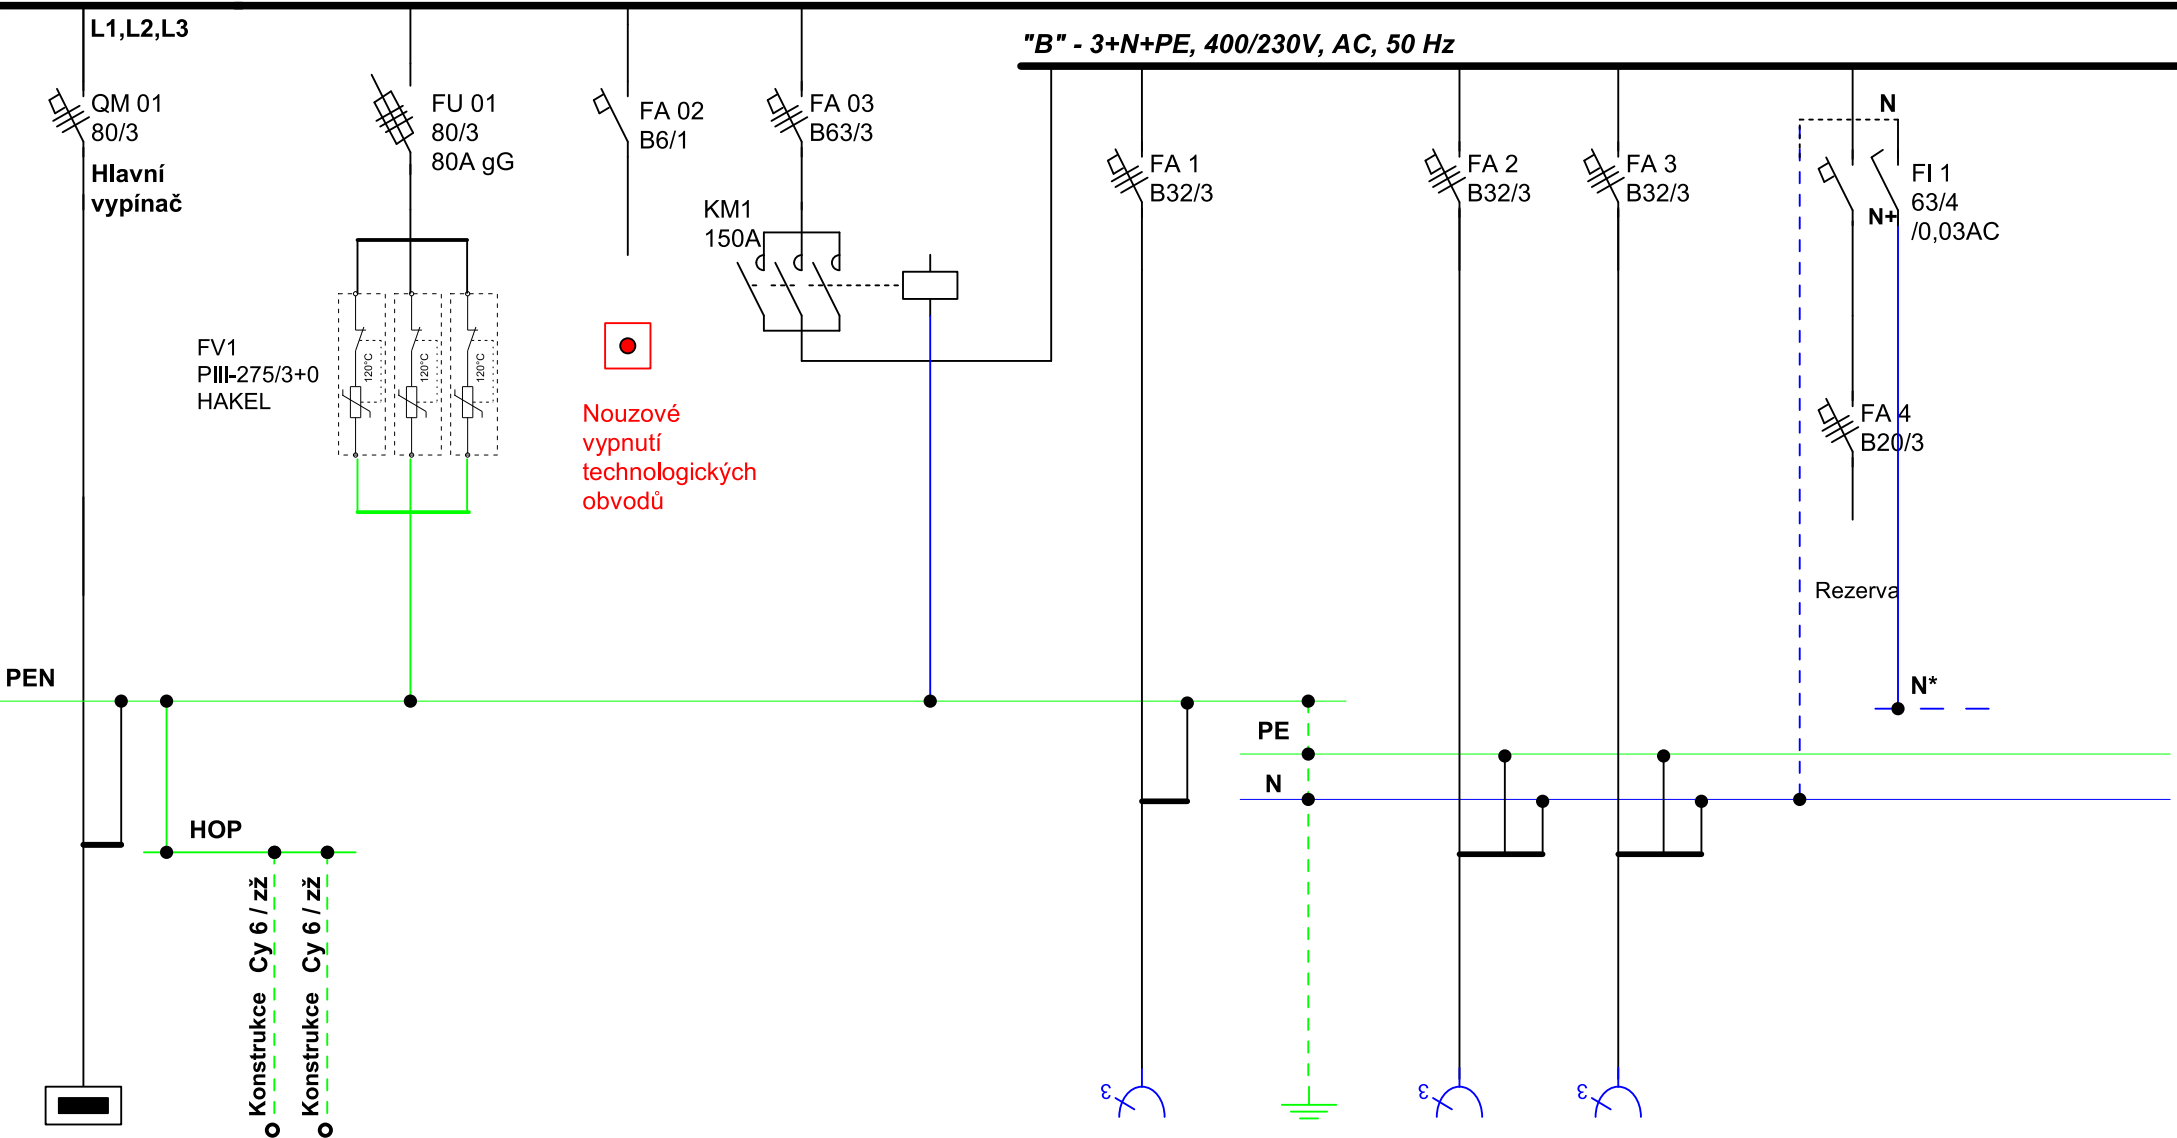 L1,L2,L3
"B" - 3+N+PE, 400/230V, AC, 50 Hz
QM 01
80/3
Hlavní
vypínač
FU 01
80/3
80A gG
FA 02
B6/1
FA 03
B63/3
KM1
150A
FA 1
B32/3
FA 2
B32/3
FA 3
B32/3
N
FI 1
63/4
/0,03AC
N+
FV1
PIII-275/3+0
HAKEL
120°C
120°C
120°C
Nouzové
vypnutí
technologických
obvodů
FA 4
B20/3
Rezerva
PEN
N*
PE
N
HOP
Konstrukce Cy 6 / zž
Konstrukce Cy 6 / zž
3
3
3